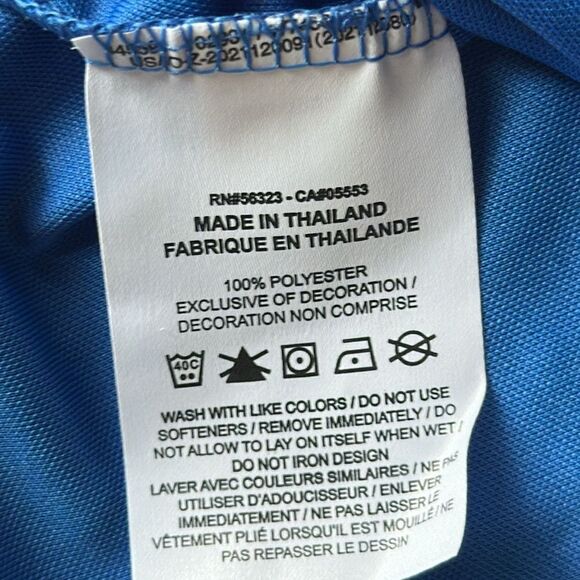 US/O Z-2021120091 (202112080)
RN#56323 - CA#05553
MADE IN THAILAND
FABRIQUE EN THAILANDE
100% POLYESTER
EXCLUSIVE OF DECORATION /
DECORATION NON COMPRISE
40C
WASH WITH LIKE COLORS / DO NOT USE
SOFTENERS / REMOVE IMMEDIATELY / DO
NOT ALLOW TO LAY ON ITSELF WHEN WET /
DO NOT IRON DESIGN
LAVER AVEC COULEURS SIMILAIRES / NE PAS
UTILISER D'ADOUCISSEUR / ENLEVER
IMMEDIATEMENT / NE PAS LAISSER LE
VÊTEMENT PLIÉ LORSQU'IL EST MOUILLÉ / NE
PAS REPASSER LE DESSIN